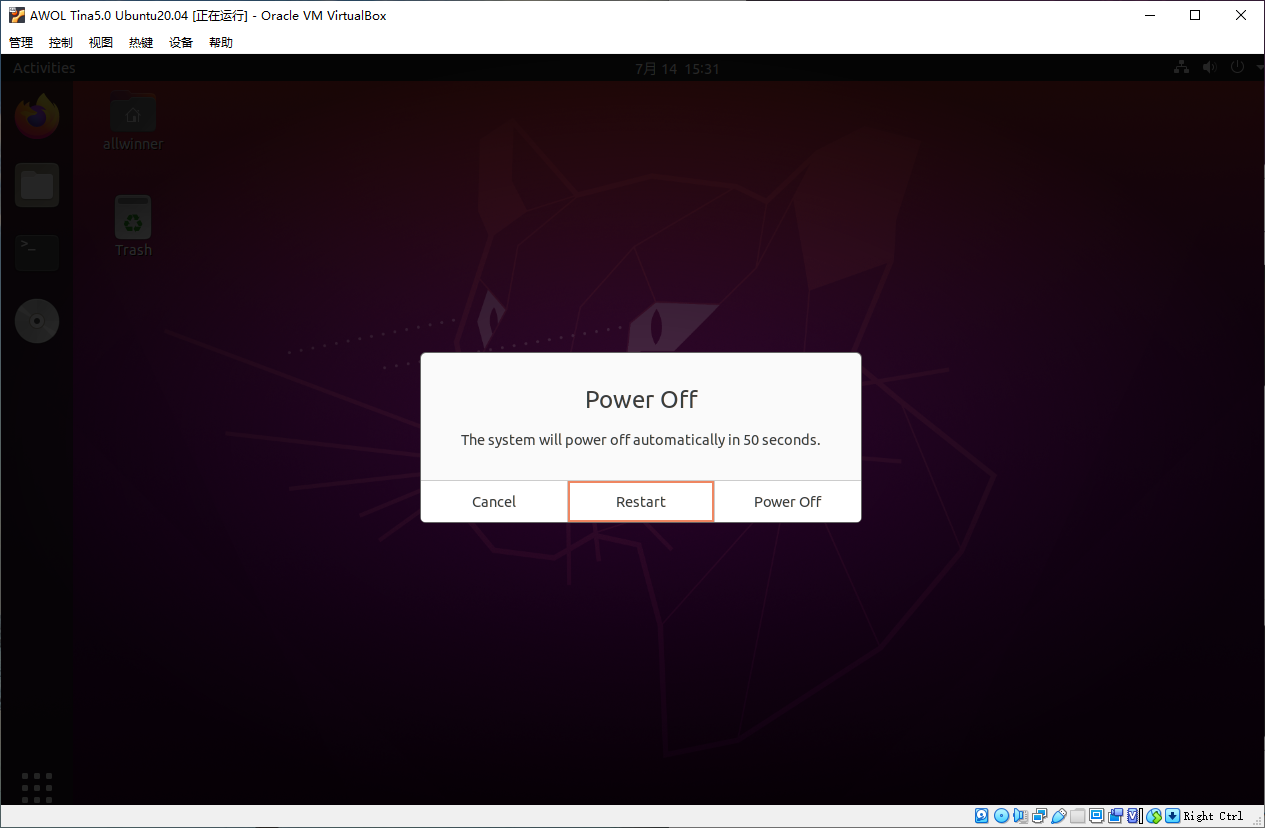 AWOL Tina5.0 Ubuntu20.04 [正在运行] - Oracle VM VirtualBox
管理 控制 视图 热键 设备 帮助
Activities 7月 14 15:31
allwinner
>_
Trash
Power Off
The system will power off automatically in 50 seconds.
Cancel Restart Power Off
Right Ctrl